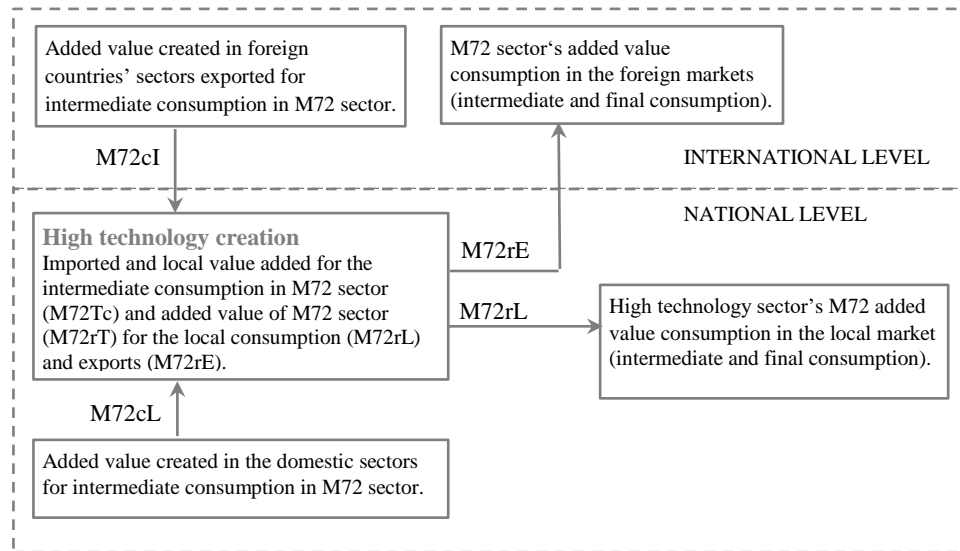 Added value created in foreign
countries’ sectors exported for
intermediate consumption in M72 sector.
M72 sector‘s added value
consumption in the foreign markets
(intermediate and final consumption).
M72cI
INTERNATIONAL LEVEL
NATIONAL LEVEL
High technology creation
Imported and local value added for the
intermediate consumption in M72 sector
(M72Tc) and added value of M72 sector
(M72rT) for the local consumption (M72rL)
and exports (M72rE).
M72rE
M72rL
High technology sector’s M72 added
value consumption in the local market
(intermediate and final consumption).
M72cL
Added value created in the domestic sectors
for intermediate consumption in M72 sector.